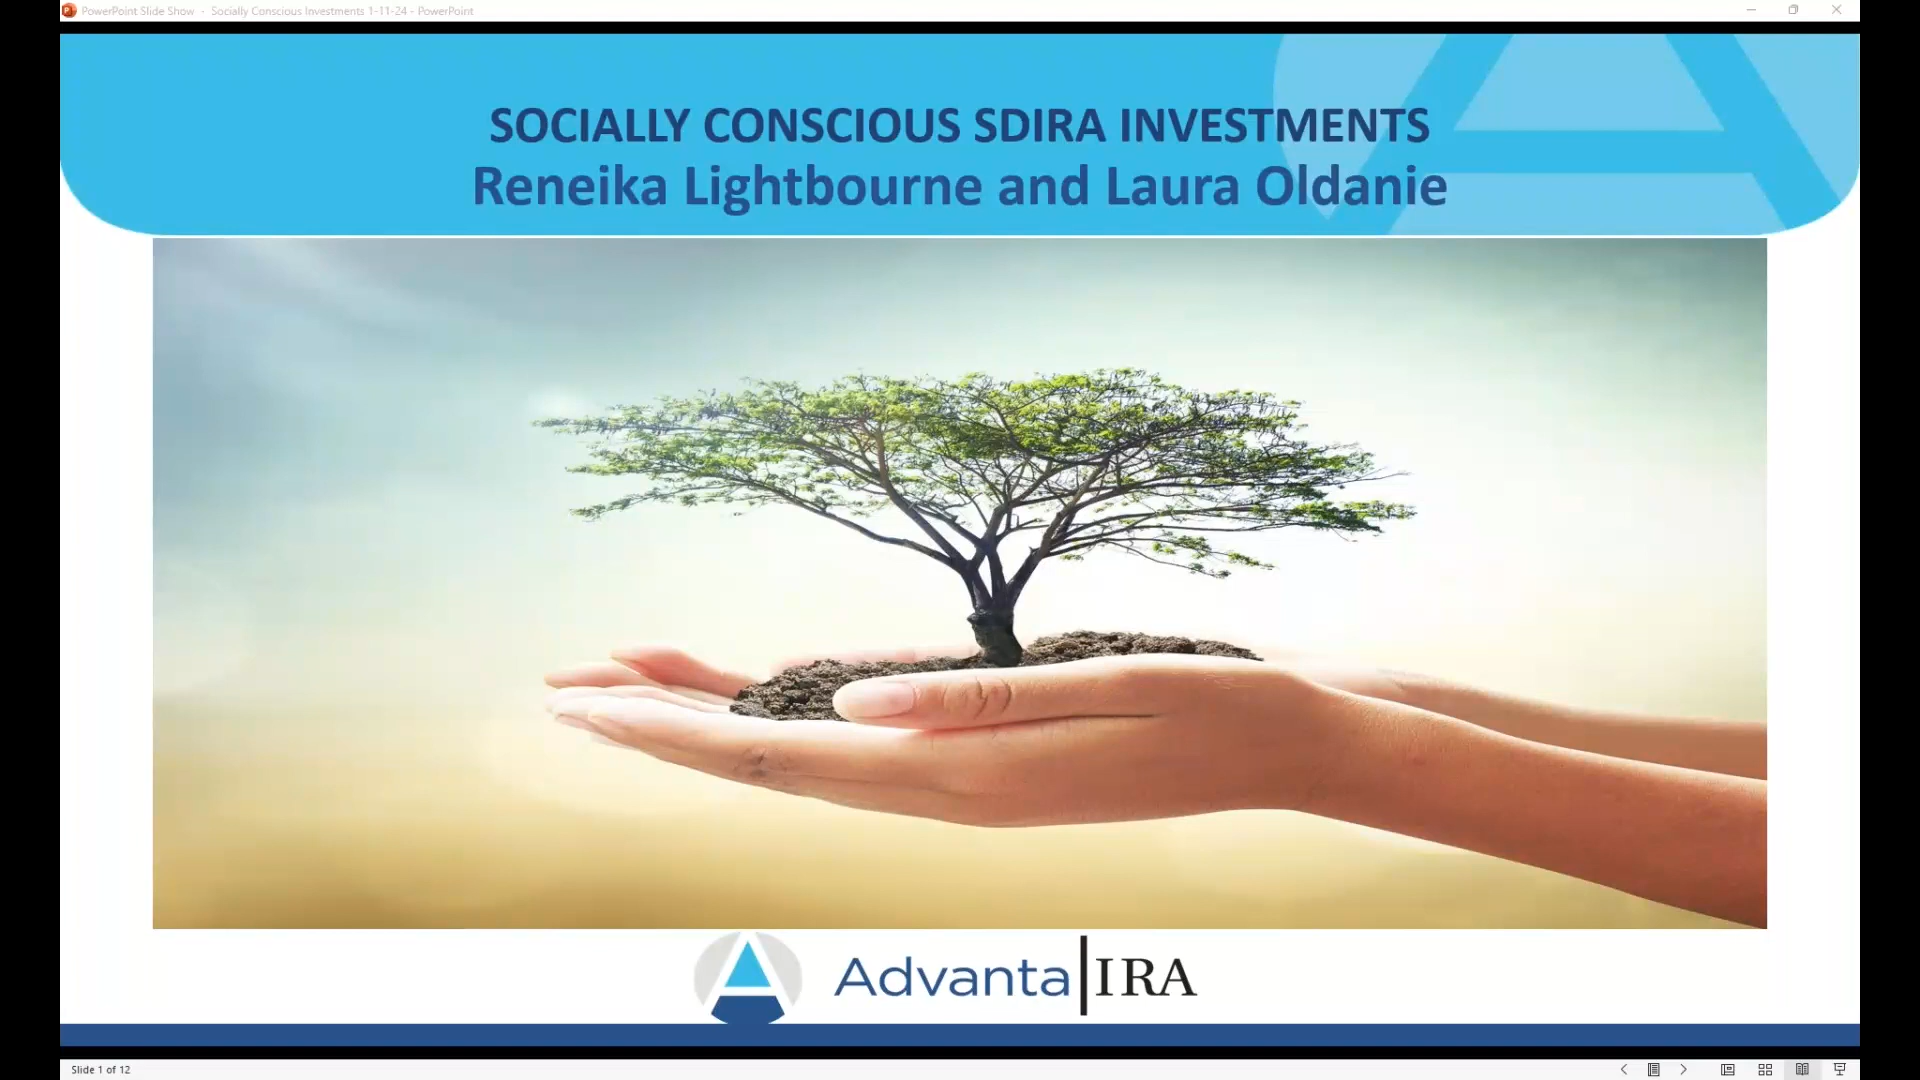 PowerPoint Slide Show - Socially Conscious Investments 1-11-24 - PowerPoint
SOCIALLY CONSCIOUS SDIRA INVESTMENTS
Reneika Lightbourne and Laura Oldanie
Advanta|IRA
Slide 1 of 12